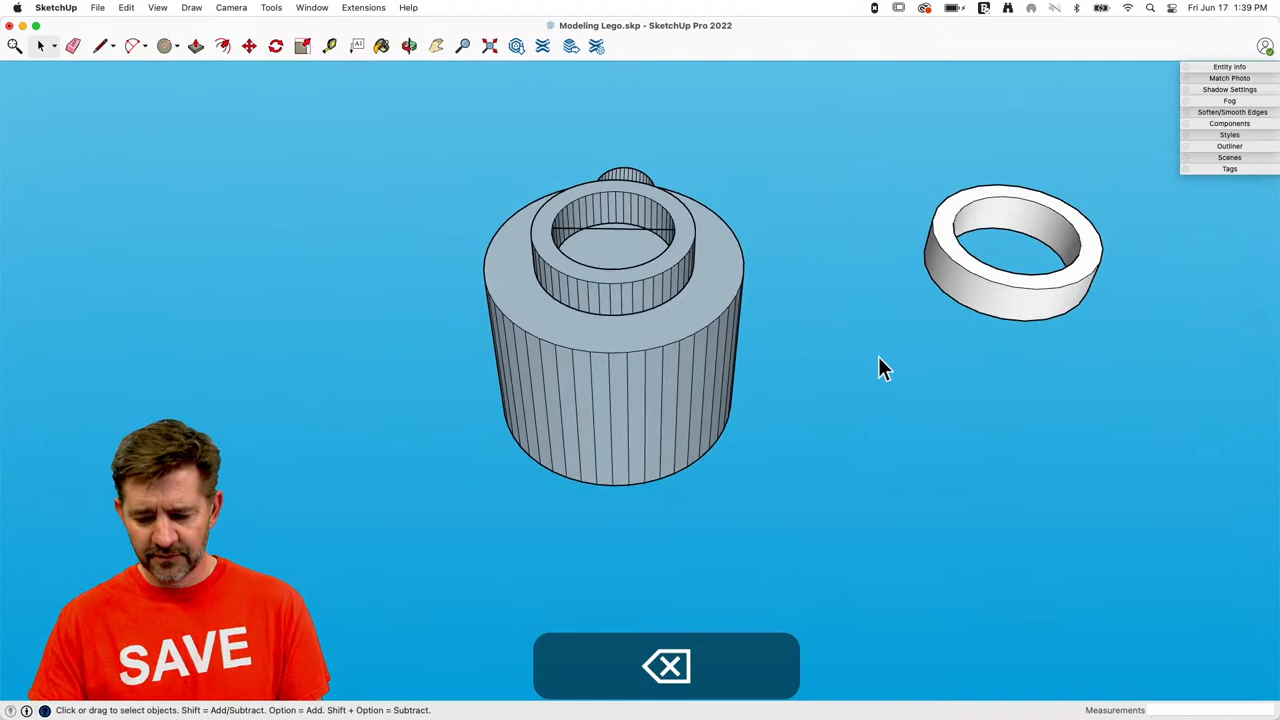 SketchUp File Edit View Draw Camera Tools Window Extensions Help
Fri Jun 17 1:39 PM
Modeling Lego.skp - SketchUp Pro 2022
Entity Info
Match Photo
Shadow Settings
Fog
Soften/Smooth Edges
Components
Styles
Outliner
Scenes
Tags
SAVE
Click or drag to select objects. Shift = Add/Subtract. Option = Add. Shift + Option = Subtract.
Measurements